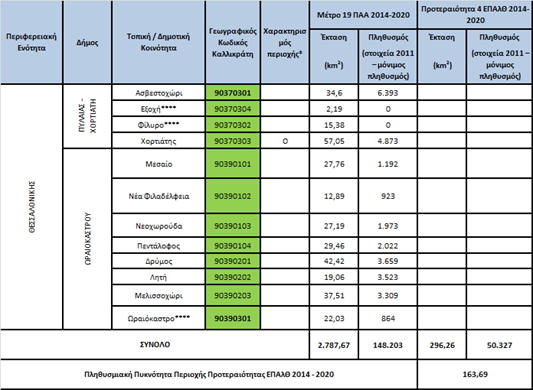 Περιφερειακή Ενότητα | Δήμος | Τοπική / Δημοτική Κοινότητα | Γεωγραφικός Κωδικός Καλλικράτη | Χαρακτηρισμός περιοχής⁶ | Μέτρο 19 ΠΑΑ 2014-2020 | Προτεραιότητα 4 ΕΠΑΛΘ 2014-2020
Έκταση (km²) | Πληθυσμός (στοιχεία 2011 – μόνιμος πληθυσμός) | Έκταση (km²) | Πληθυσμός (στοιχεία 2011 – μόνιμος πληθυσμός)
ΘΕΣΣΑΛΟΝΙΚΗΣ
ΠΥΛΑΙΑΣ - ΧΟΡΤΙΑΤΗ
Ασβεστοχώρι 90370301 34,6 6.393
Εξοχή**** 90370304 2,19 0
Φίλυρο**** 90370302 15,38 0
Χορτιάτης 90370303 Ο 57,05 4.873
ΩΡΑΙΟΚΑΣΤΡΟΥ
Μεσαίο 90390101 27,76 1.192
Νέα Φιλαδέλφεια 90390102 12,89 923
Νεοχωρούδα 90390103 27,19 1.973
Πεντάλοφος 90390104 29,46 2.022
Δρύμος 90390201 42,42 3.659
Λητή 90390202 19,06 3.523
Μελισσοχώρι 90390203 37,51 3.309
Ωραιόκαστρο**** 90390301 22,03 864
ΣΥΝΟΛΟ 2.787,67 148.203 296,26 50.327
Πληθυσμιακή Πυκνότητα Περιοχής Προτεραιότητας ΕΠΑΛΘ 2014 - 2020 163,69